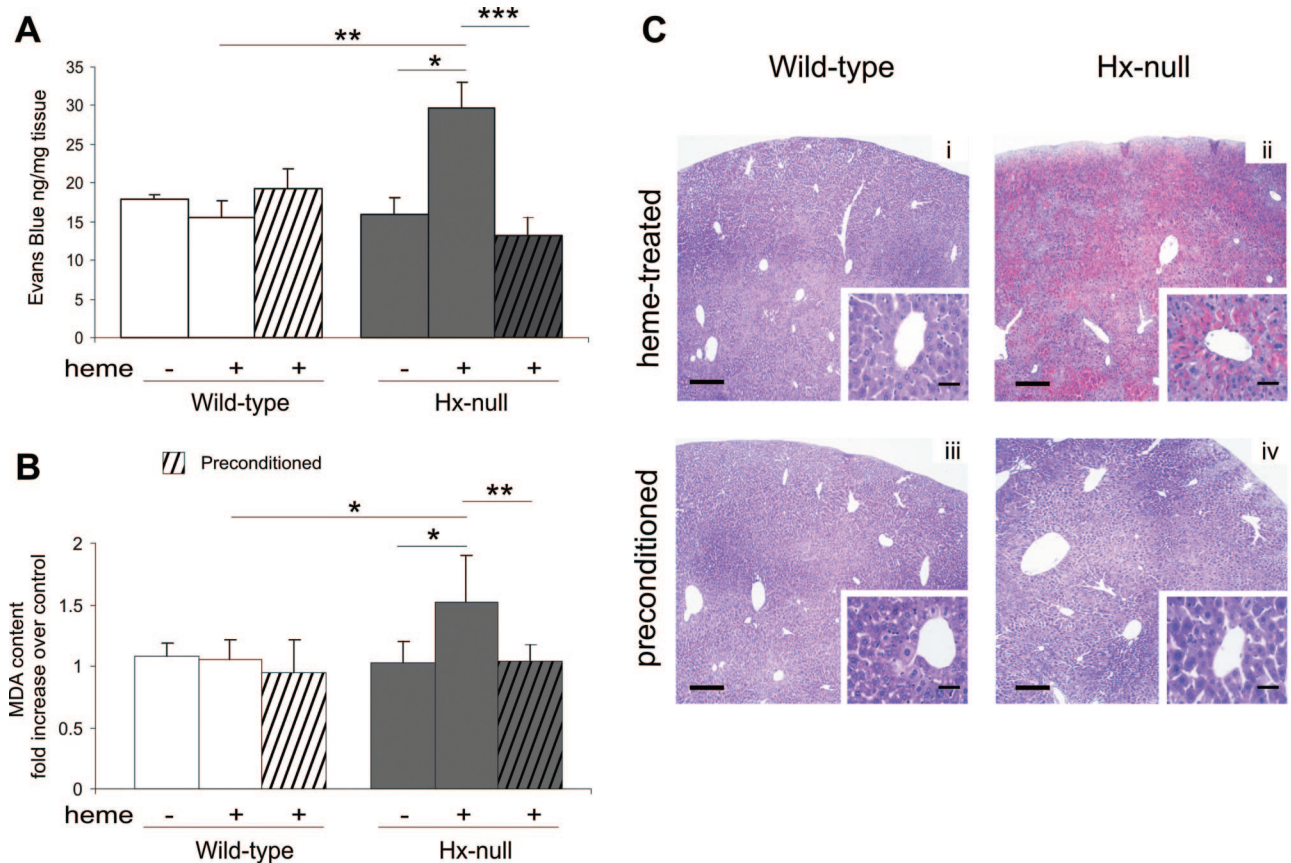 A
***
**
*
35
30
25
20
15
10
5
0
Evans Blue ng/mg tissue
heme - + + - + +
Wild-type Hx-null
B
Preconditioned
**
*
*
2
1.5
1
0.5
0
MDA content
fold increase over control
heme - + + - + +
Wild-type Hx-null
C
Wild-type Hx-null
heme-treated
i ii
preconditioned
iii iv